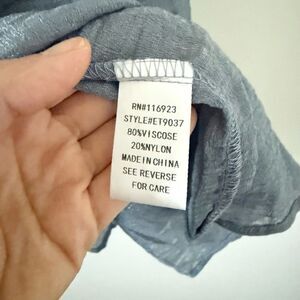 RN#116923
STYLE#ET9037
80%VISCOSE
20%NYLON
MADE IN CHINA
SEE REVERSE
FOR CARE